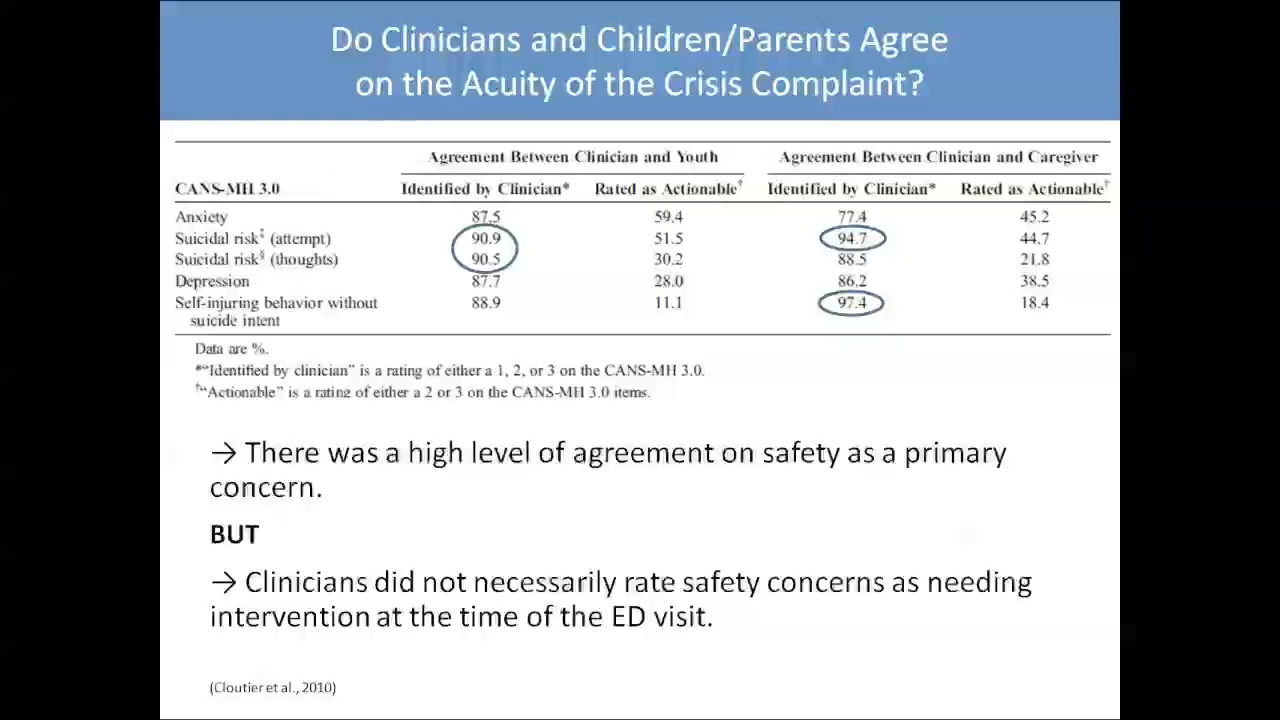 Do Clinicians and Children/Parents Agree
on the Acuity of the Crisis Complaint?
Agreement Between Clinician and Youth Agreement Between Clinician and Caregiver
CANS-MH 3.0 Identified by Clinician* Rated as Actionable† Identified by Clinician* Rated as Actionable†
Anxiety 87.5 59.4 77.4 45.2
Suicidal risk‡ (attempt) 90.9 51.5 94.7 44.7
Suicidal risk§ (thoughts) 90.5 30.2 88.5 21.8
Depression 87.7 28.0 86.2 38.5
Self-injuring behavior without 88.9 11.1 97.4 18.4
suicide intent
Data are %.
*“Identified by clinician” is a rating of either a 1, 2, or 3 on the CANS-MH 3.0.
†“Actionable” is a rating of either a 2 or 3 on the CANS-MH 3.0 items.
→ There was a high level of agreement on safety as a primary
concern.
BUT
→ Clinicians did not necessarily rate safety concerns as needing
intervention at the time of the ED visit.
(Cloutier et al., 2010)